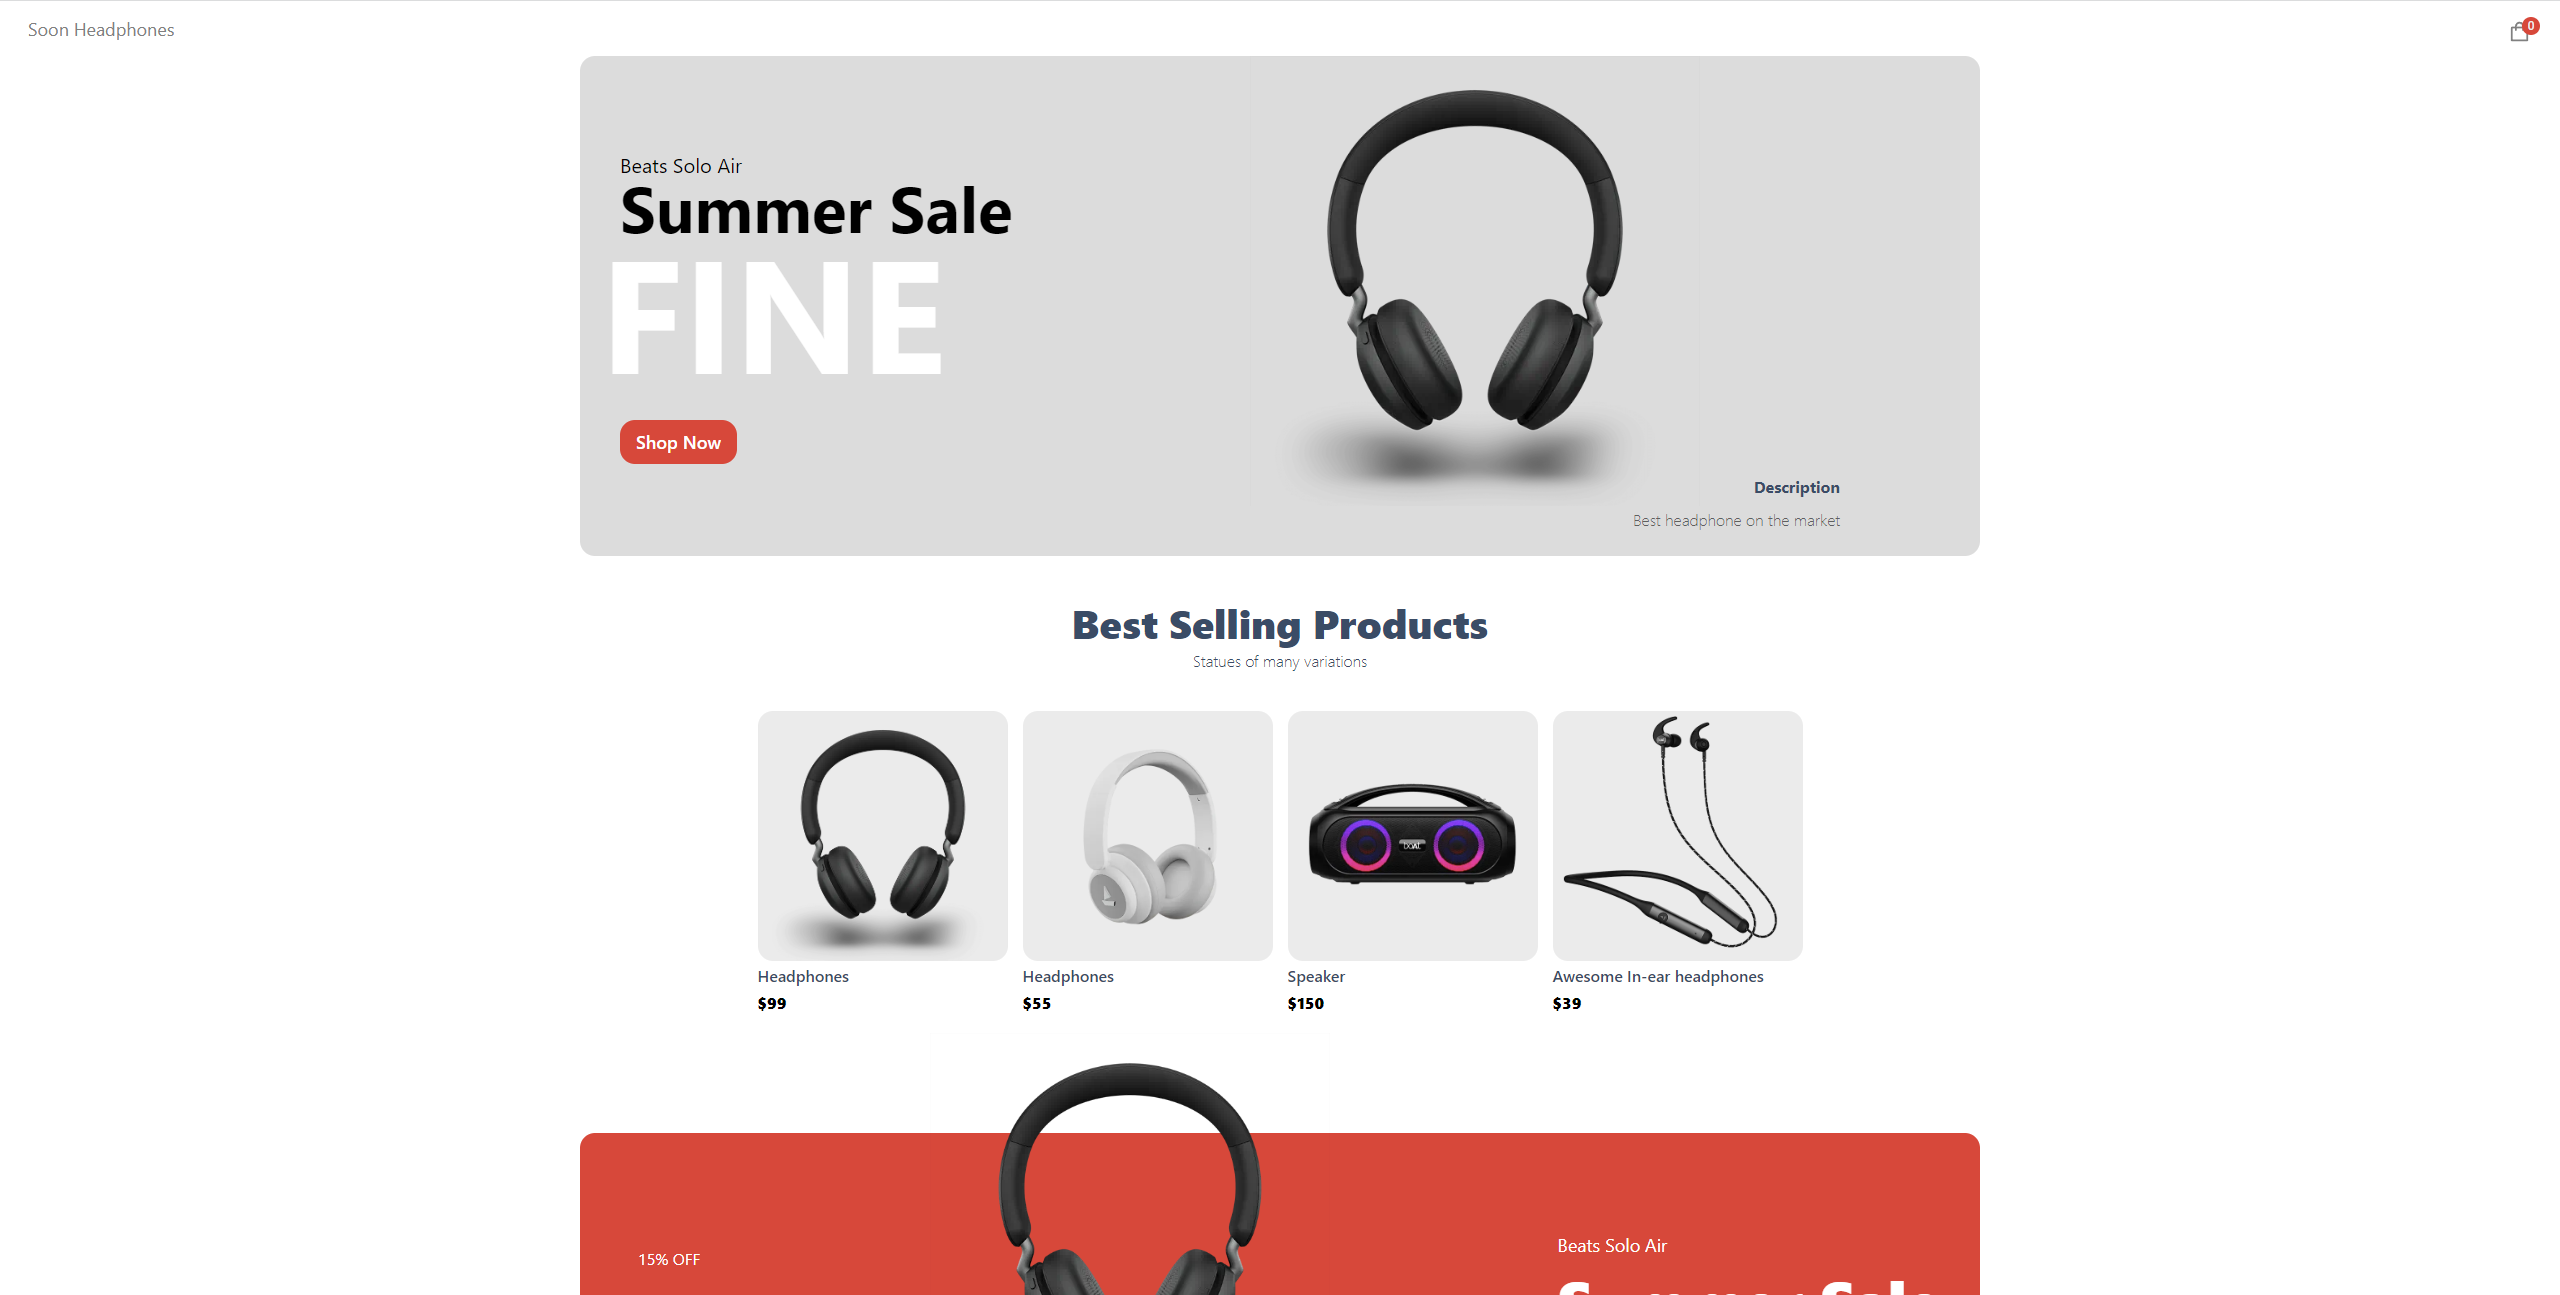 Soon Headphones
0
Beats Solo Air
Summer Sale
FINE
Shop Now
Description
Best headphone on the market
Best Selling Products
Statues of many variations
Headphones
$99
Headphones
$55
Speaker
$150
Awesome In-ear headphones
$39
15% OFF
Beats Solo Air
Summer Sale